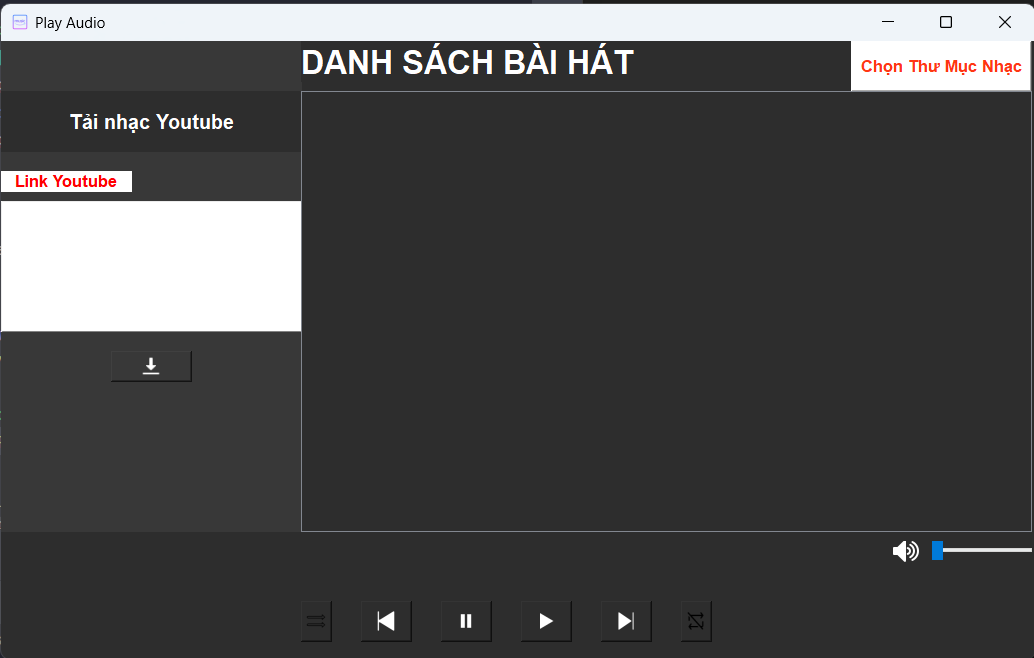 Play Audio
DANH SÁCH BÀI HÁT
Chọn Thư Mục Nhạc
Tải nhạc Youtube
Link Youtube